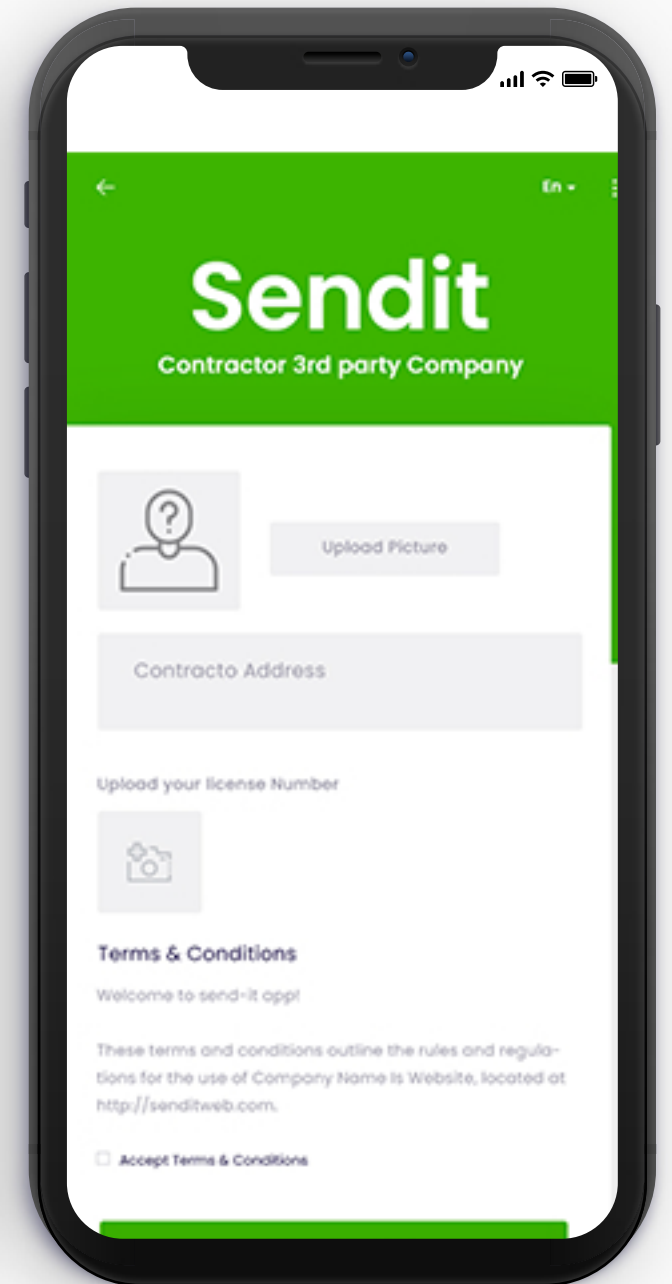 En
Sendit
Contractor 3rd party Company
?
Upload Picture
Contracto Address
Upload your license Number
Terms & Conditions
Welcome to send-it app!
These terms and conditions outline the rules and regula-
tions for the use of Company Name Is Website, located at
http://senditweb.com.
Accept Terms & Conditions